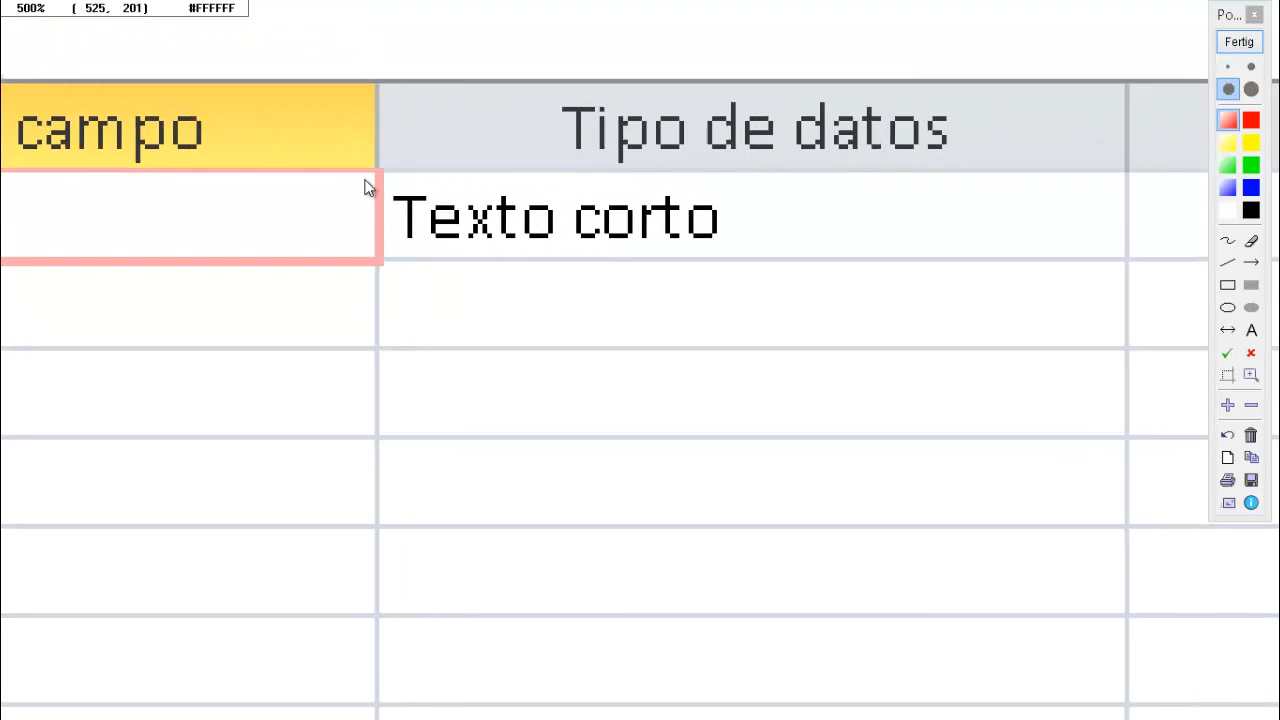 500% ( 525, 201) #FFFFFF
Po...
Fertig
campo Tipo de datos
Texto corto
A